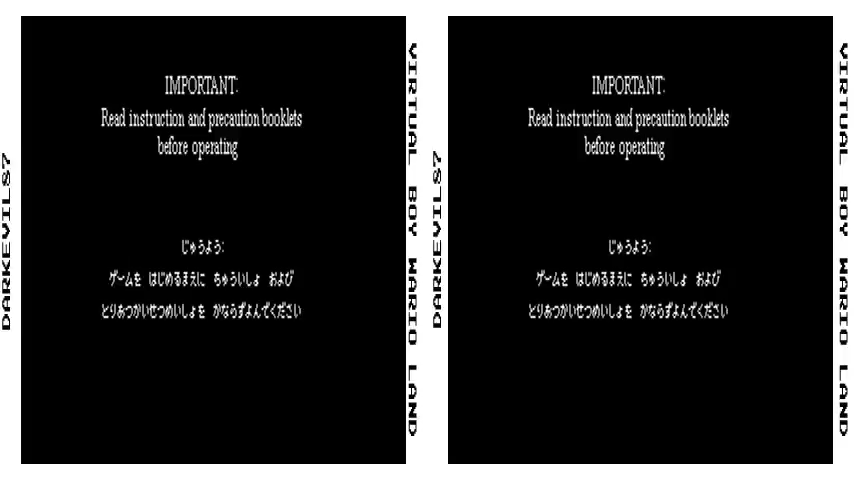 DARKEVILS7
IMPORTANT:
Read instruction and precaution booklets
before operating
じゅうよう:
ゲームを はじめるまえに ちゅういしょ および
とりあつかいせつめいしょを かならずよんでください
VIRTUAL BOY WARIO LAND
DARKEVILS7
IMPORTANT:
Read instruction and precaution booklets
before operating
じゅうよう:
ゲームを はじめるまえに ちゅういしょ および
とりあつかいせつめいしょを かならずよんでください
VIRTUAL BOY WARIO LAND